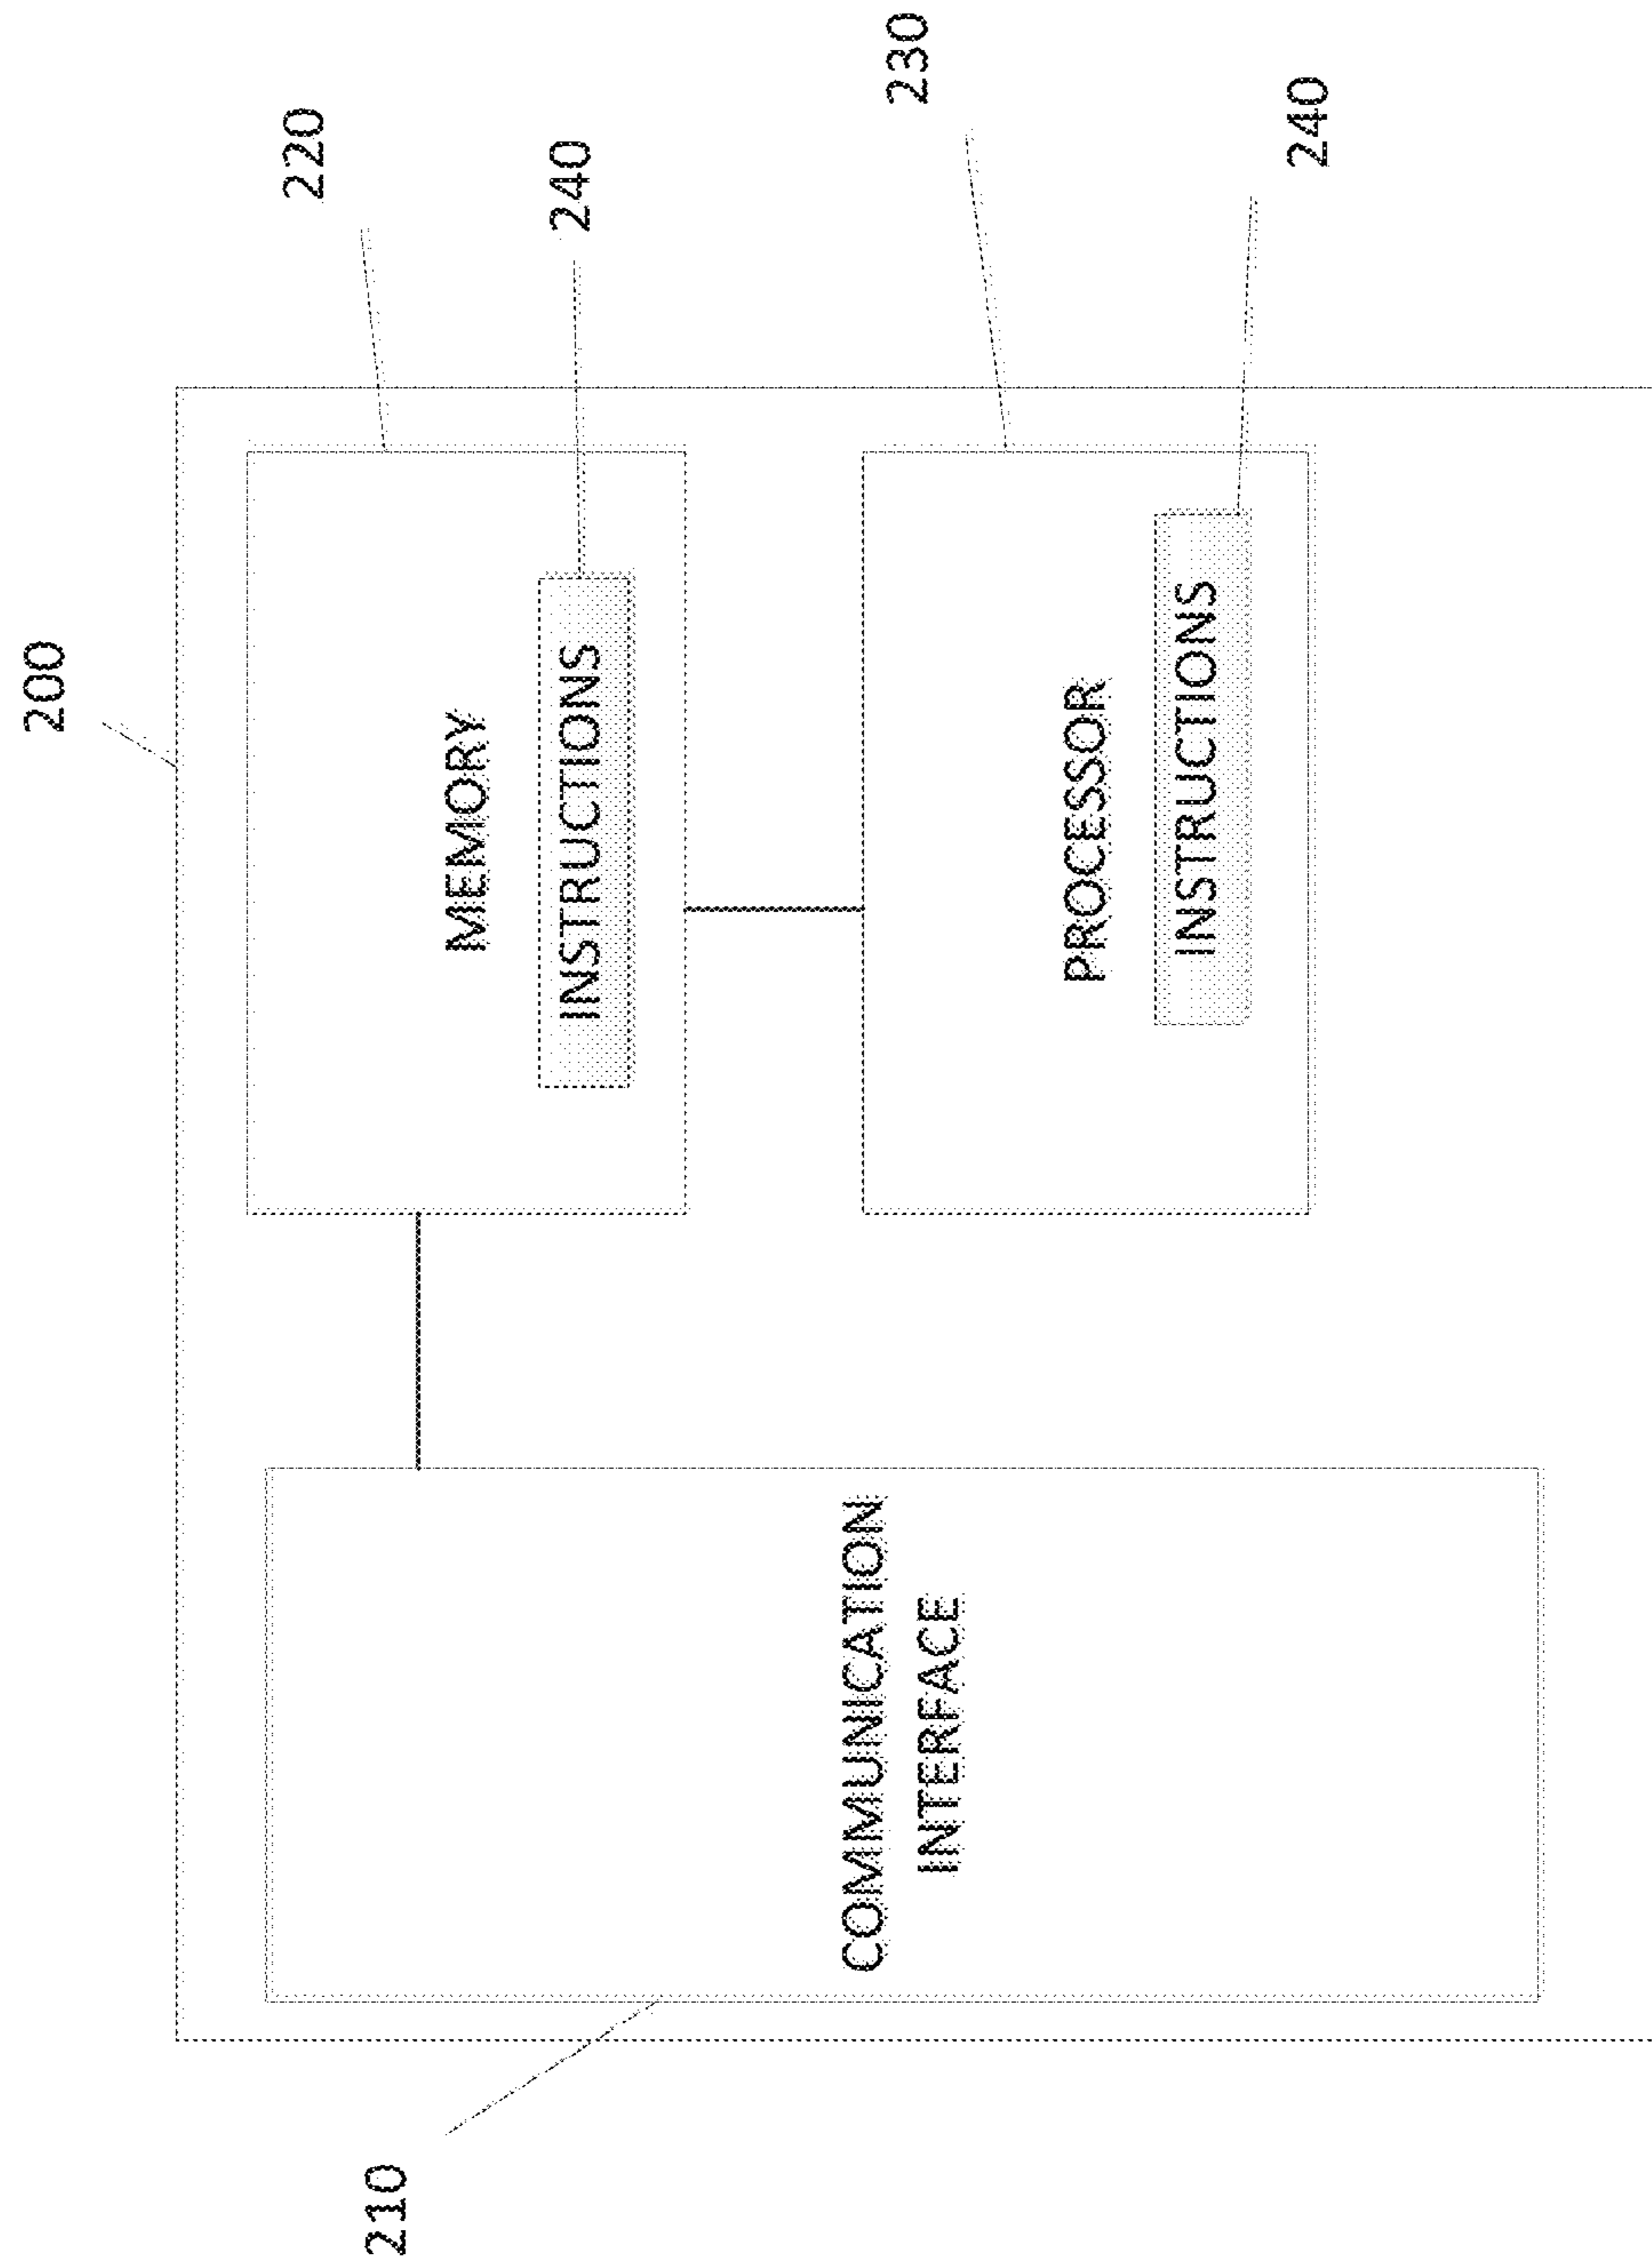 200
220
210
MEMORY
INSTRUCTIONS
240
COMMUNICATION
INTERFACE
230
PROCESSOR
INSTRUCTIONS
240